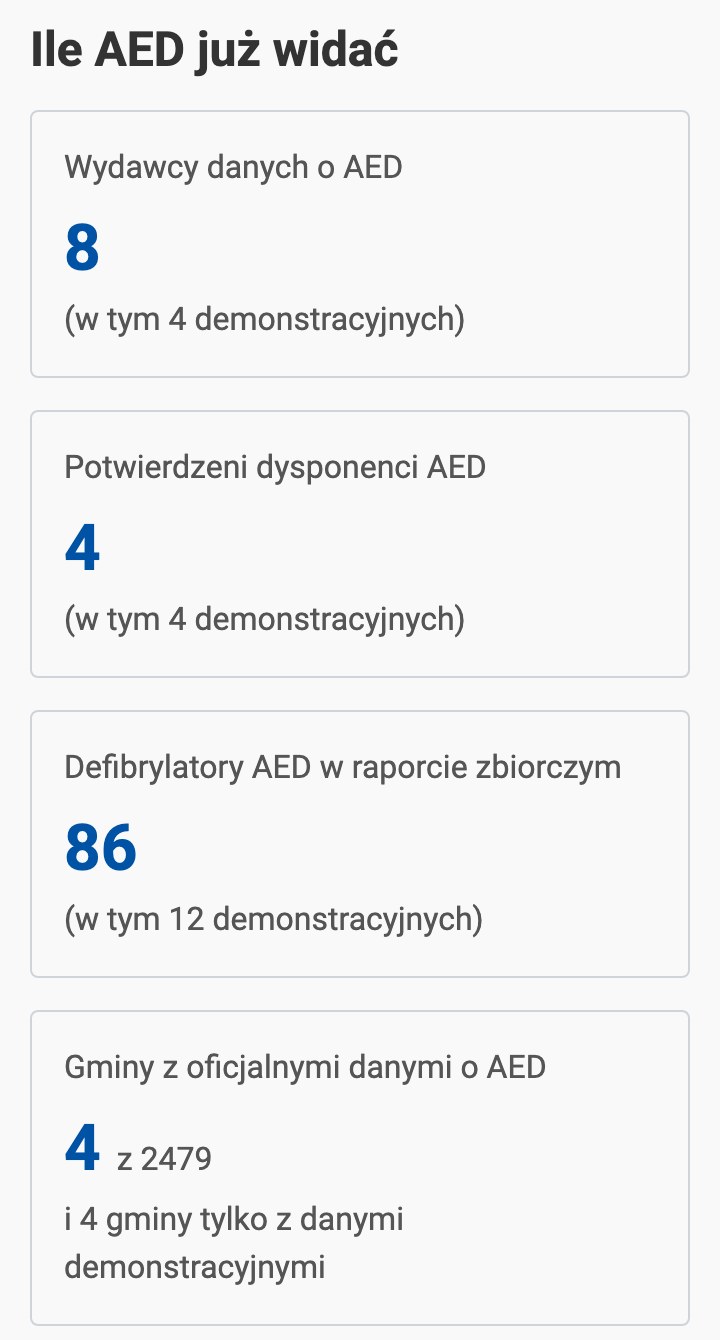 Ile AED już widać
Wydawcy danych o AED
8
(w tym 4 demonstracyjnych)
Potwierdzeni dysponenci AED
4
(w tym 4 demonstracyjnych)
Defibrylatory AED w raporcie zbiorczym
86
(w tym 12 demonstracyjnych)
Gminy z oficjalnymi danymi o AED
4 z 2479
i 4 gminy tylko z danymi
demonstracyjnymi